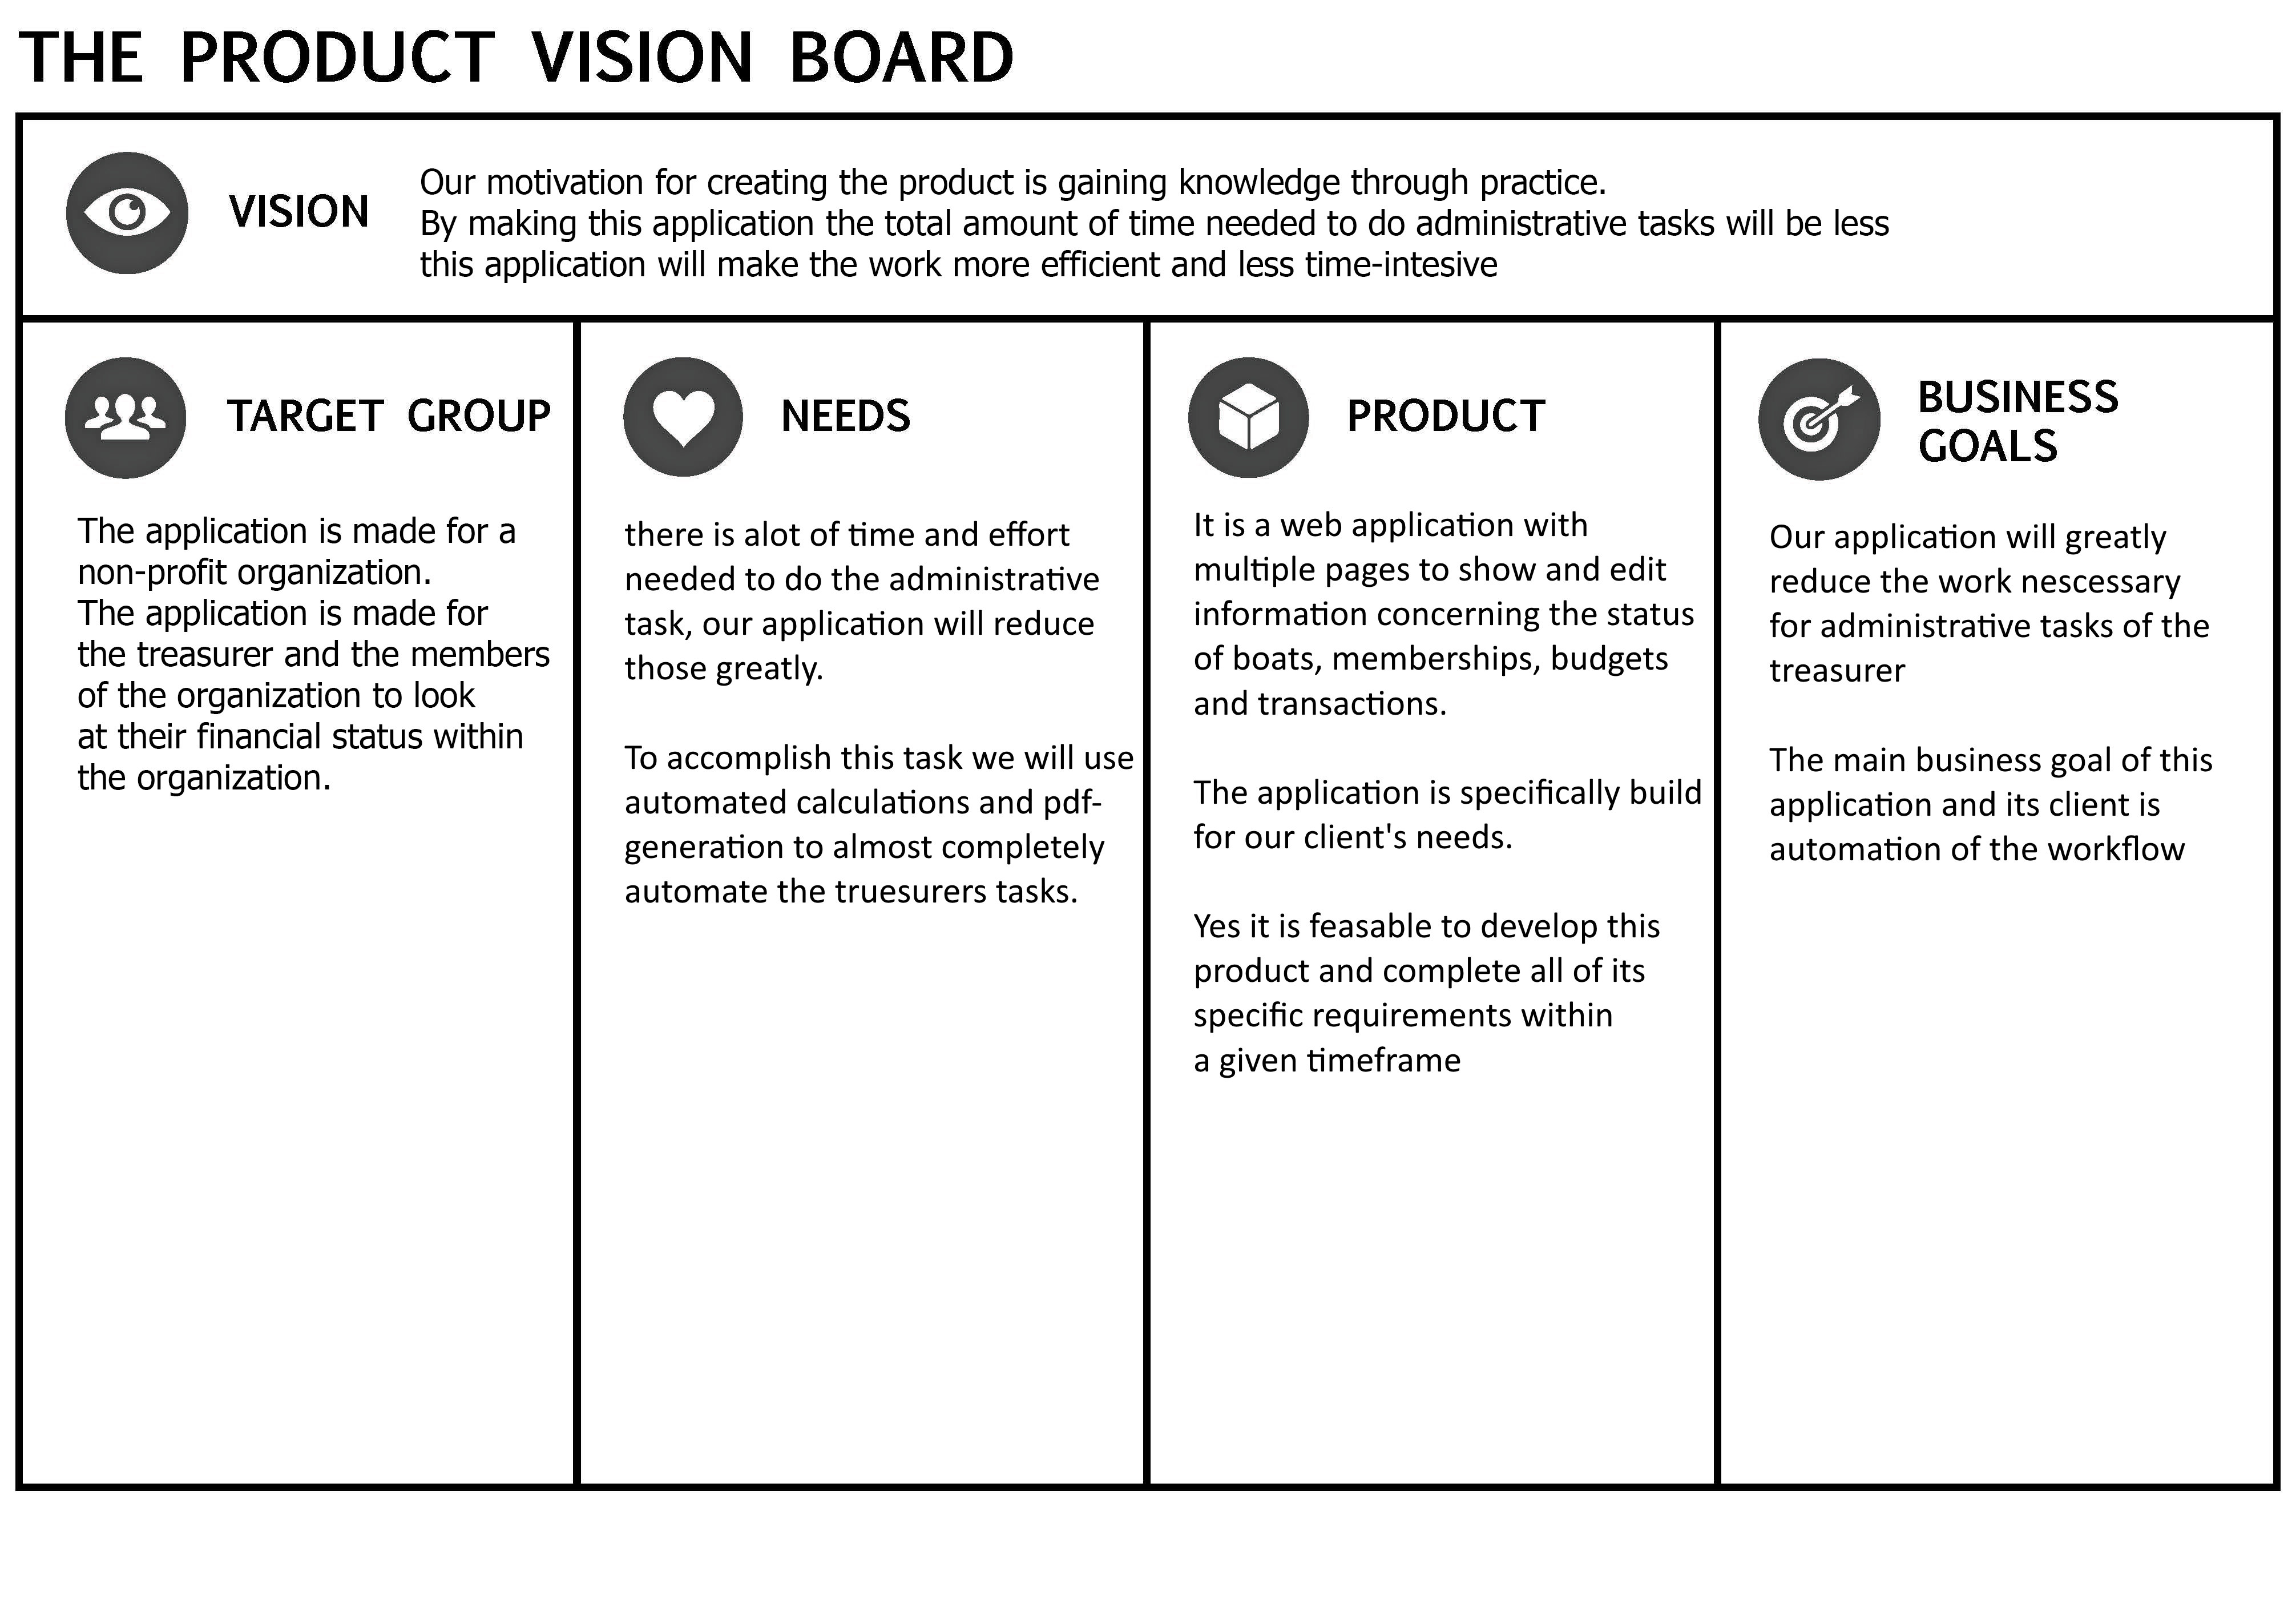 THE PRODUCT VISION BOARD
VISION
Our motivation for creating the product is gaining knowledge through practice.
By making this application the total amount of time needed to do administrative tasks will be less
this application will make the work more efficient and less time-intesive
TARGET GROUP
The application is made for a
non-profit organization.
The application is made for
the treasurer and the members
of the organization to look
at their financial status within
the organization.
NEEDS
there is alot of time and effort
needed to do the administrative
task, our application will reduce
those greatly.
To accomplish this task we will use
automated calculations and pdf-
generation to almost completely
automate the truesurers tasks.
PRODUCT
It is a web application with
multiple pages to show and edit
information concerning the status
of boats, memberships, budgets
and transactions.
The application is specifically build
for our client's needs.
Yes it is feasable to develop this
product and complete all of its
specific requirements within
a given timeframe
BUSINESS
GOALS
Our application will greatly
reduce the work nescessary
for administrative tasks of the
treasurer
The main business goal of this
application and its client is
automation of the workflow